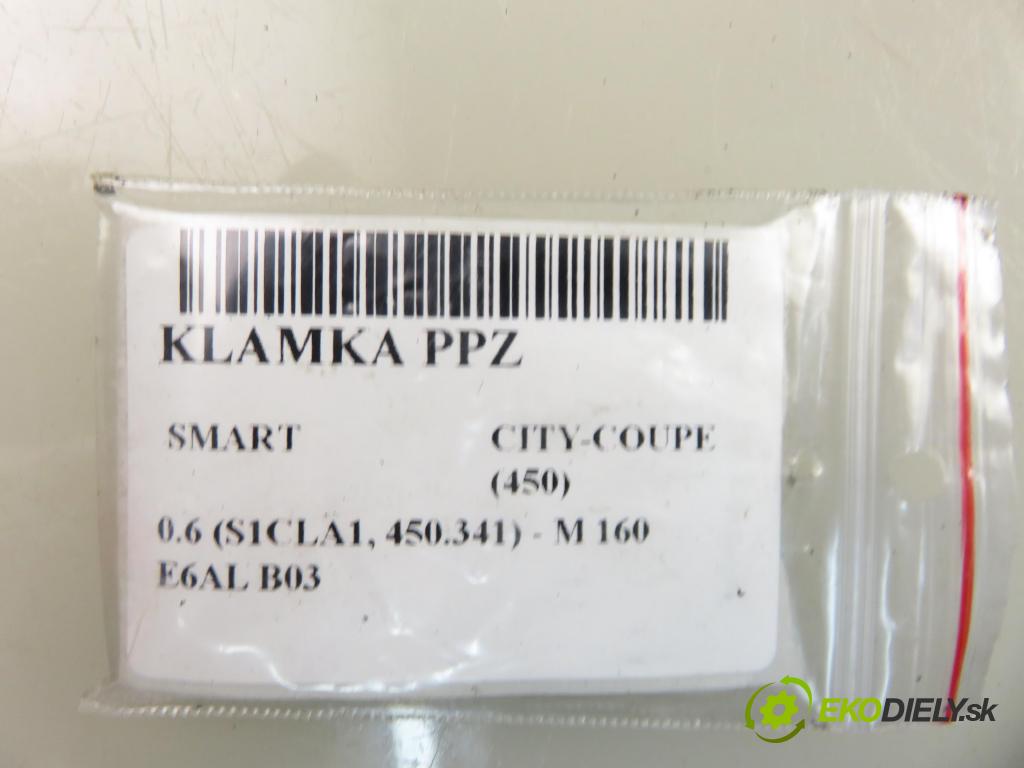 KLAMKA PPZ
SMART CITY-COUPE
(450)
0.6 (S1CLA1, 450.341) - M 160
E6AL B03
EKODIELY.sk